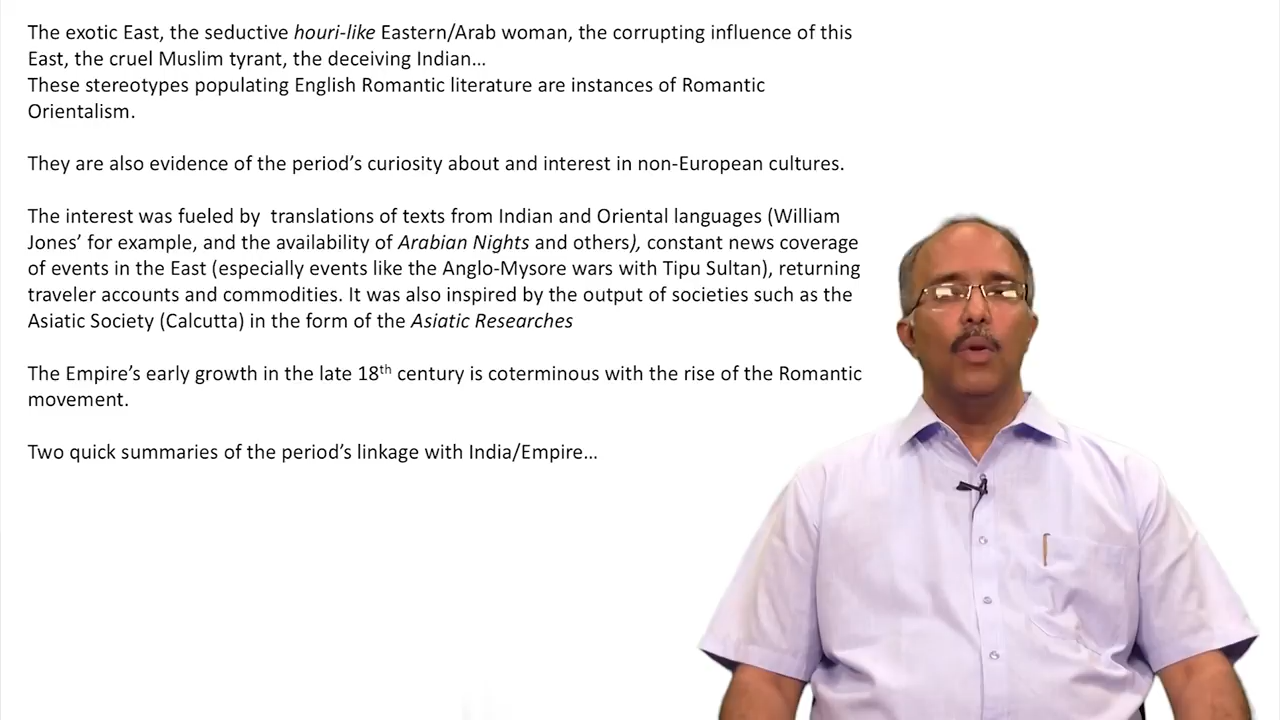 The exotic East, the seductive houri-like Eastern/Arab woman, the corrupting influence of this
East, the cruel Muslim tyrant, the deceiving Indian…
These stereotypes populating English Romantic literature are instances of Romantic
Orientalism.
They are also evidence of the period’s curiosity about and interest in non-European cultures.
The interest was fueled by  translations of texts from Indian and Oriental languages (William
Jones’ for example, and the availability of Arabian Nights and others), constant news coverage
of events in the East (especially events like the Anglo-Mysore wars with Tipu Sultan), returning
traveler accounts and commodities. It was also inspired by the output of societies such as the
Asiatic Society (Calcutta) in the form of the Asiatic Researches
The Empire’s early growth in the late 18th century is coterminous with the rise of the Romantic
movement.
Two quick summaries of the period’s linkage with India/Empire…